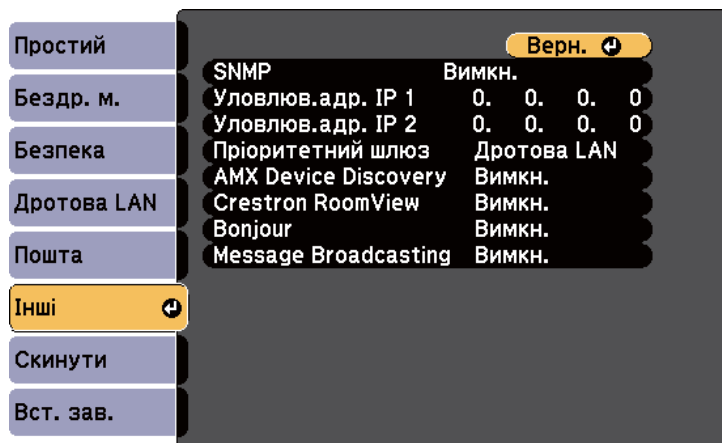 Простий
Бездр. м.
Безпека
Дротова LAN
Пошта
Інші
Скинути
Вст. зав.
Верн.
SNMP Вимкн.
Уловлюв.адр. IP 1 0. 0. 0. 0
Уловлюв.адр. IP 2 0. 0. 0. 0
Пріоритетний шлюз Дротова LAN
AMX Device Discovery Вимкн.
Crestron RoomView Вимкн.
Bonjour Вимкн.
Message Broadcasting Вимкн.